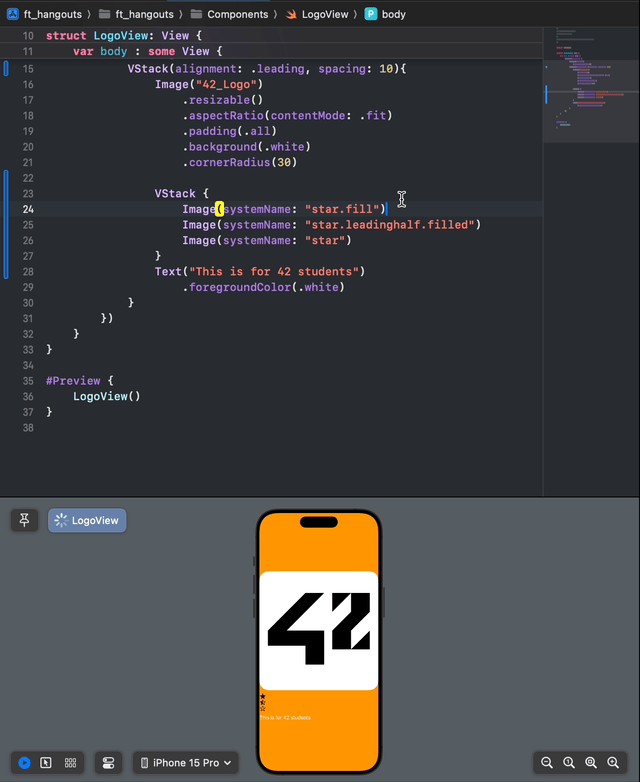 ft_hangouts > ft_hangouts > Components > LogoView > P body
10 struct LogoView: View {
11     var body : some View {
15             VStack(alignment: .leading, spacing: 10){
16                 Image("42_Logo")
17                     .resizable()
18                     .aspectRatio(contentMode: .fit)
19                     .padding(.all)
20                     .background(.white)
21                     .cornerRadius(30)
22
23                 VStack {
24                     Image(systemName: "star.fill")
25                     Image(systemName: "star.leadinghalf.filled")
26                     Image(systemName: "star")
27                 }
28                 Text("This is for 42 students")
29                     .foregroundColor(.white)
30             }
31         })
32     }
33 }
34
35 #Preview {
36     LogoView()
37 }
38
LogoView
42
This is for 42 students
iPhone 15 Pro